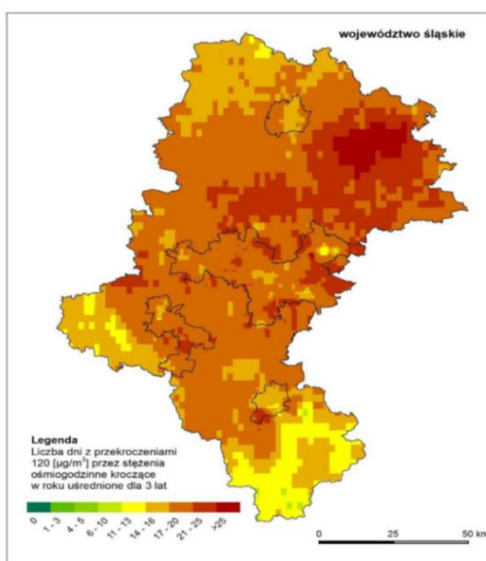 województwo śląskie
Legenda
Liczba dni z przekroczeniami
120 [µg/m³] przez stężenia
ośmiogodzinne kroczące
w roku uśrednione dla 3 lat
0
1 - 3
4 - 5
6 - 10
11 - 13
14 - 16
17 - 20
21 - 25
>25
0 25 50 km